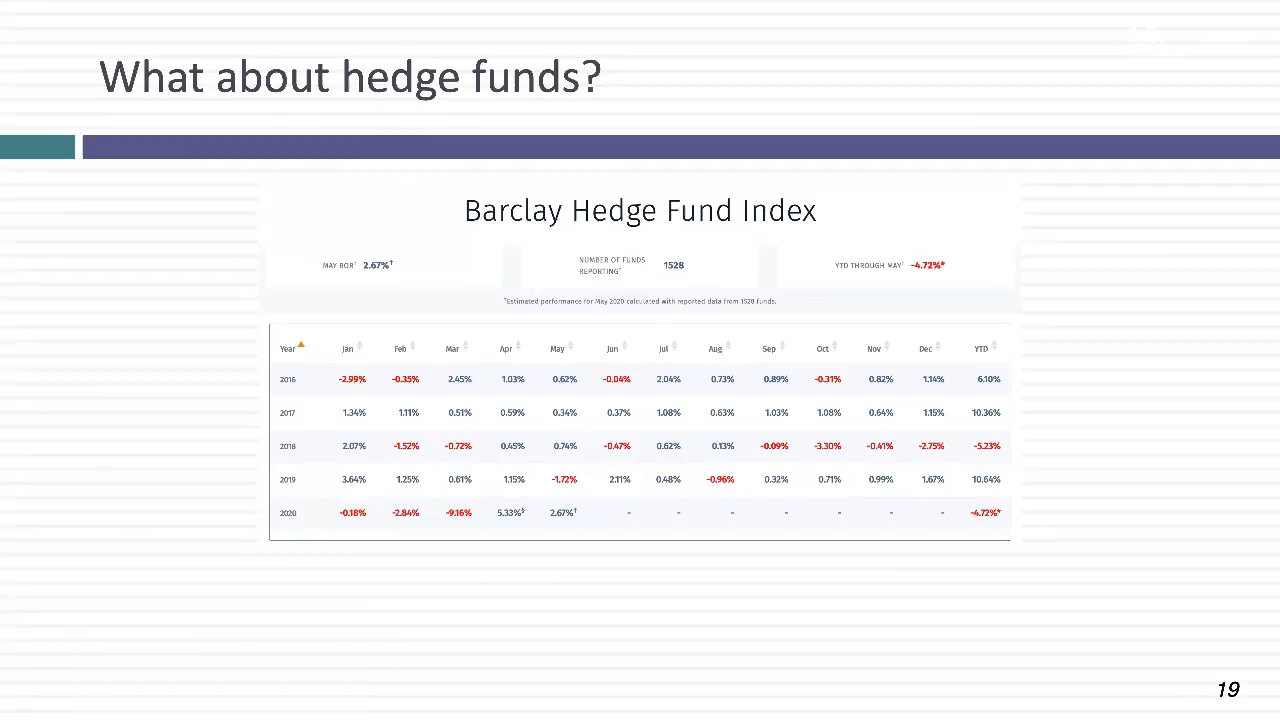 What about hedge funds?
Barclay Hedge Fund Index
MAY ROR† 2.67%†
NUMBER OF FUNDS REPORTING† 1528
YTD THROUGH MAY† -4.72%*
†Estimated performance for May 2020 calculated with reported data from 1528 funds.
Year Jan Feb Mar Apr May Jun Jul Aug Sep Oct Nov Dec YTD
2016 -2.99% -0.35% 2.45% 1.03% 0.62% -0.04% 2.04% 0.73% 0.89% -0.31% 0.82% 1.14% 6.10%
2017 1.34% 1.11% 0.51% 0.59% 0.34% 0.37% 1.08% 0.63% 1.03% 1.08% 0.64% 1.15% 10.36%
2018 2.07% -1.52% -0.72% 0.45% 0.74% -0.47% 0.62% 0.13% -0.09% -3.30% -0.41% -2.75% -5.23%
2019 3.64% 1.25% 0.61% 1.15% -1.72% 2.11% 0.48% -0.96% 0.32% 0.71% 0.99% 1.67% 10.64%
2020 -0.18% -2.84% -9.16% 5.33%§ 2.67%† - - - - - - - -4.72%*
19